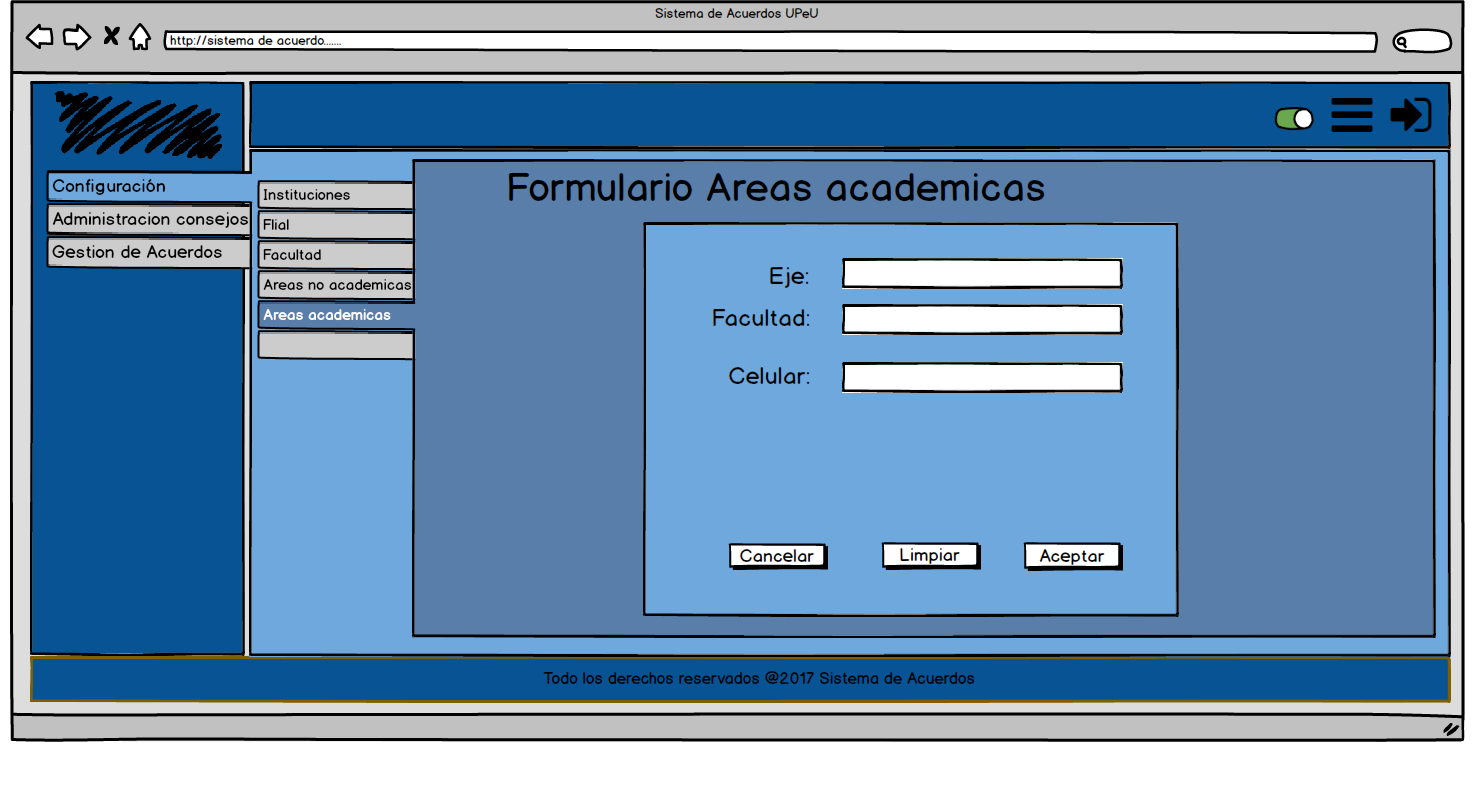 Sistema de Acuerdos UPeU
http://sistema de acuerdo......
Configuración
Administracion consejos
Gestion de Acuerdos
Instituciones
Flial
Facultad
Areas no academicas
Areas academicas
Formulario Areas academicas
Eje:
Facultad:
Celular:
Cancelar Limpiar Aceptar
Todo los derechos reservados @2017 Sistema de Acuerdos